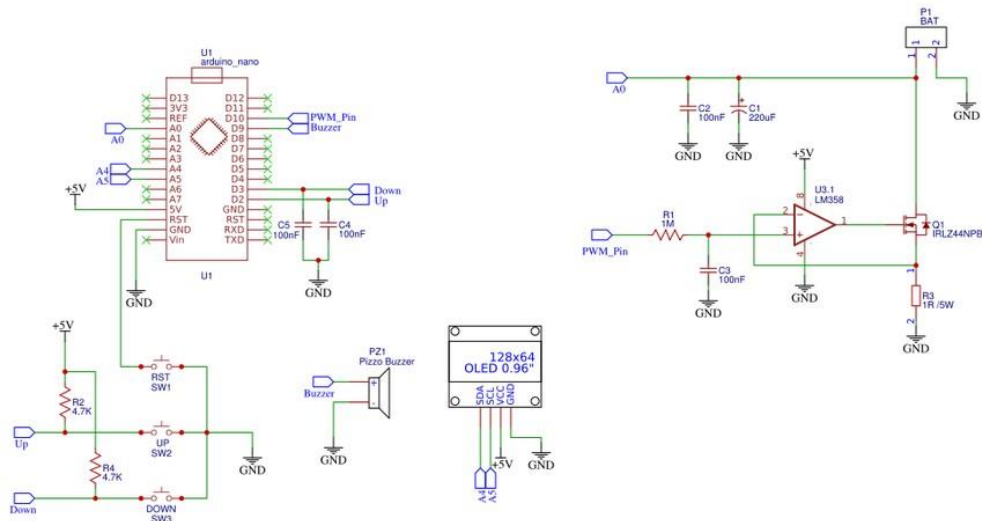 U1
arduino_nano
D13
3V3
REF
A0
A1
A2
A3
A4
A5
A6
A7
5V
RST
GND
Vin
D12
D11
D10
D9
D8
D7
D6
D5
D4
D3
D2
GND
RST
RXD
TXD
U1
A0
A4
A5
+5V
GND
PWM_Pin
Buzzer
Down
Up
C5
100nF
C4
100nF
GND
P1
BAT
1
2
1
2
GND
A0
C2
100nF
GND
C1
220uF
GND
+5V
8
U3.1
LM358
2
3
1
4
GND
PWM_Pin
R1
1M
C3
100nF
GND
Q1
IRLZ44NPB
1
R3
1R /5W
2
GND
+5V
R2
4.7K
R4
4.7K
Up
Down
RST
SW1
UP
SW2
DOWN
SW3
GND
PZ1
Pizzo Buzzer
Buzzer
+
-
GND
128x64
OLED 0.96"
SDA
SCL
VCC
GND
A4
A5
+5V
GND